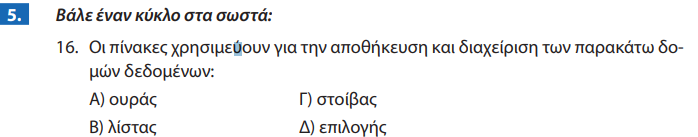 5. Βάλε έναν κύκλο στα σωστά:
16. Οι πίνακες χρησιμεύουν για την αποθήκευση και διαχείριση των παρακάτω δο-
μών δεδομένων:
Α) ουράς Γ) στοίβας
Β) λίστας Δ) επιλογής